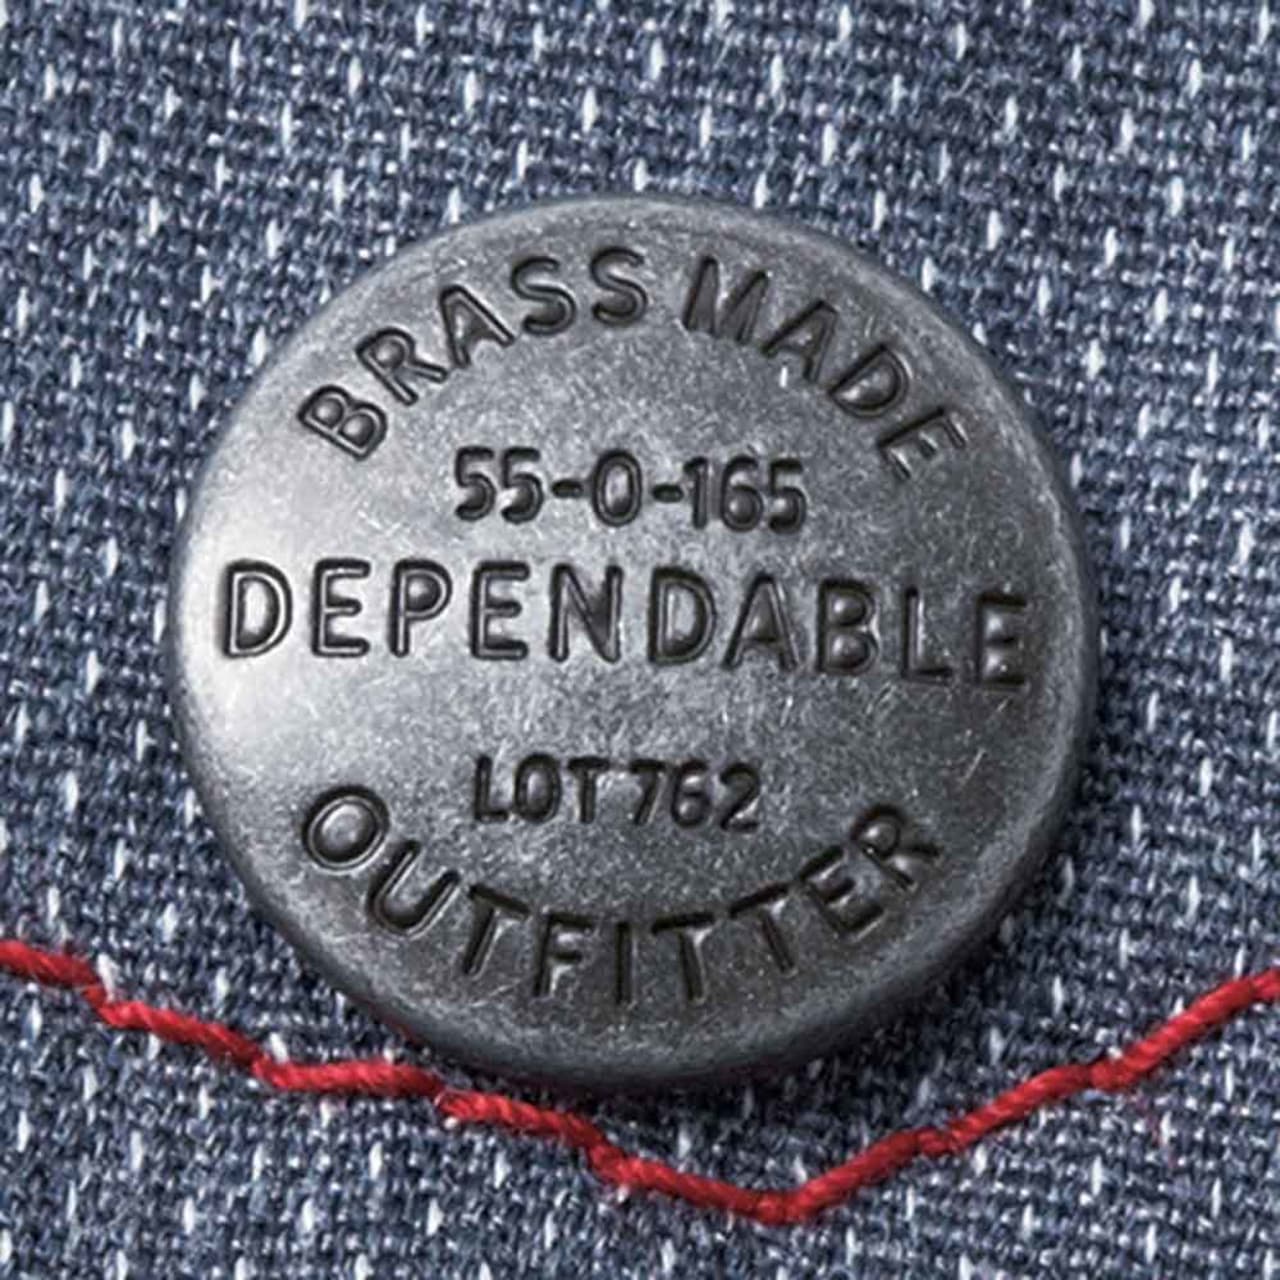 BRASS MADE
55-0-165
DEPENDABLE
LOT 762
OUTFITTER